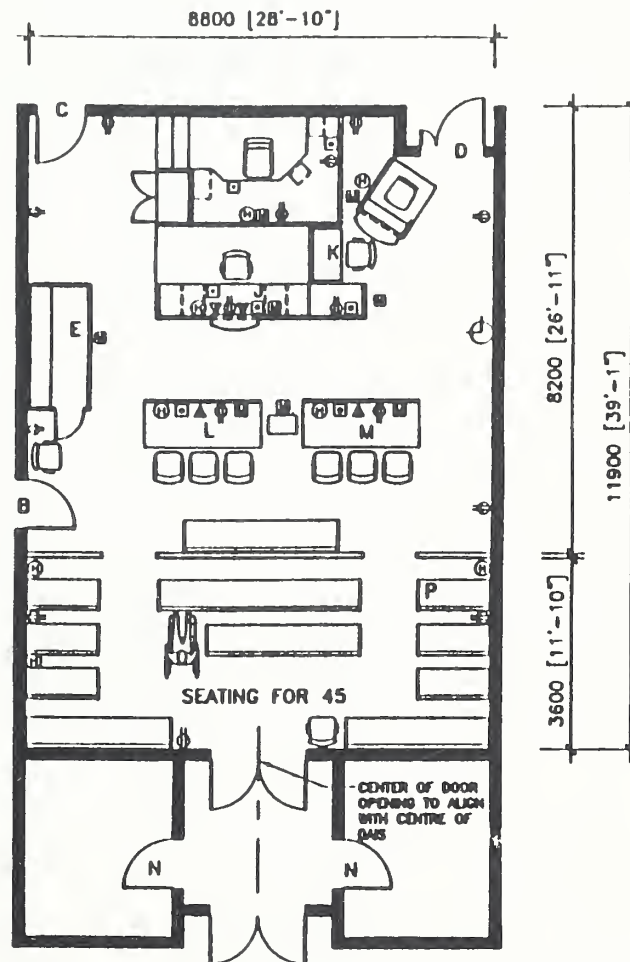 8800 [28'-10"]
C
D
K
J
E
8200 [26'-11"]
11900 [39'-1"]
L
M
B
P
3600 [11'-10"]
SEATING FOR 45
CENTER OF DOOR
OPENING TO ALIGN
WITH CENTRE OF
DAIS
N
N